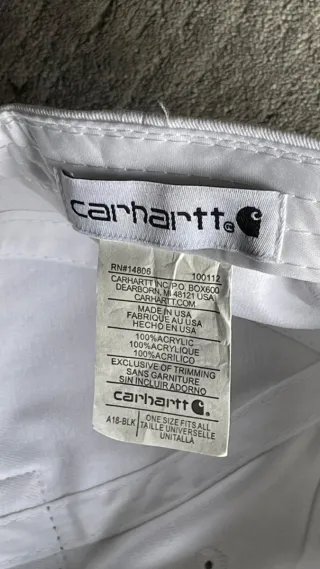 carhartt®
RN#14806 100112
CARHARTT INC,P.O. BOX600
DEARBORN, MI 48121 USA
CARHARTT.COM
MADE IN USA
FABRIQUE AU USA
HECHO EN USA
100%ACRYLIC
100%ACRYLIQUE
100%ACRILICO
EXCLUSIVE OF TRIMMING
SANS GARNITURE
SIN INCLUIR ADORNO
carhartt
A18-BLK ONE SIZE FITS ALL
TAILLE UNIVERSELLE
UNITALLA